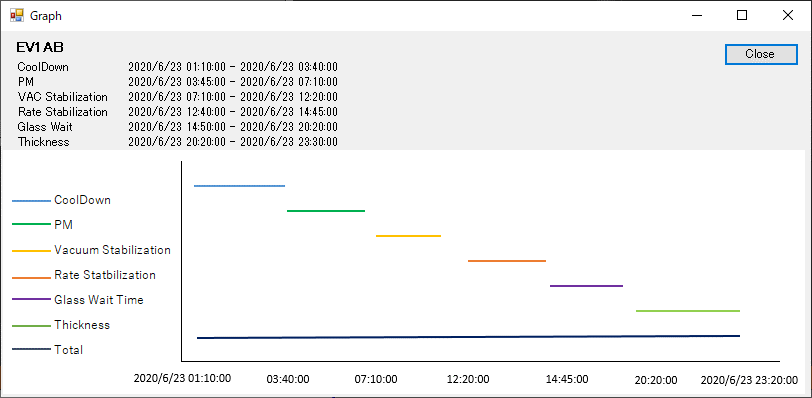 Graph
EV1 AB
Close
CoolDown 2020/6/23 01:10:00 - 2020/6/23 03:40:00
PM 2020/6/23 03:45:00 - 2020/6/23 07:10:00
VAC Stabilization 2020/6/23 07:10:00 - 2020/6/23 12:20:00
Rate Stabilization 2020/6/23 12:40:00 - 2020/6/23 14:45:00
Glass Wait 2020/6/23 14:50:00 - 2020/6/23 20:20:00
Thickness 2020/6/23 20:20:00 - 2020/6/23 23:30:00
CoolDown
PM
Vacuum Stabilization
Rate Statbilization
Glass Wait Time
Thickness
Total
2020/6/23 01:10:00 03:40:00 07:10:00 12:20:00 14:45:00 20:20:00 2020/6/23 23:20:00